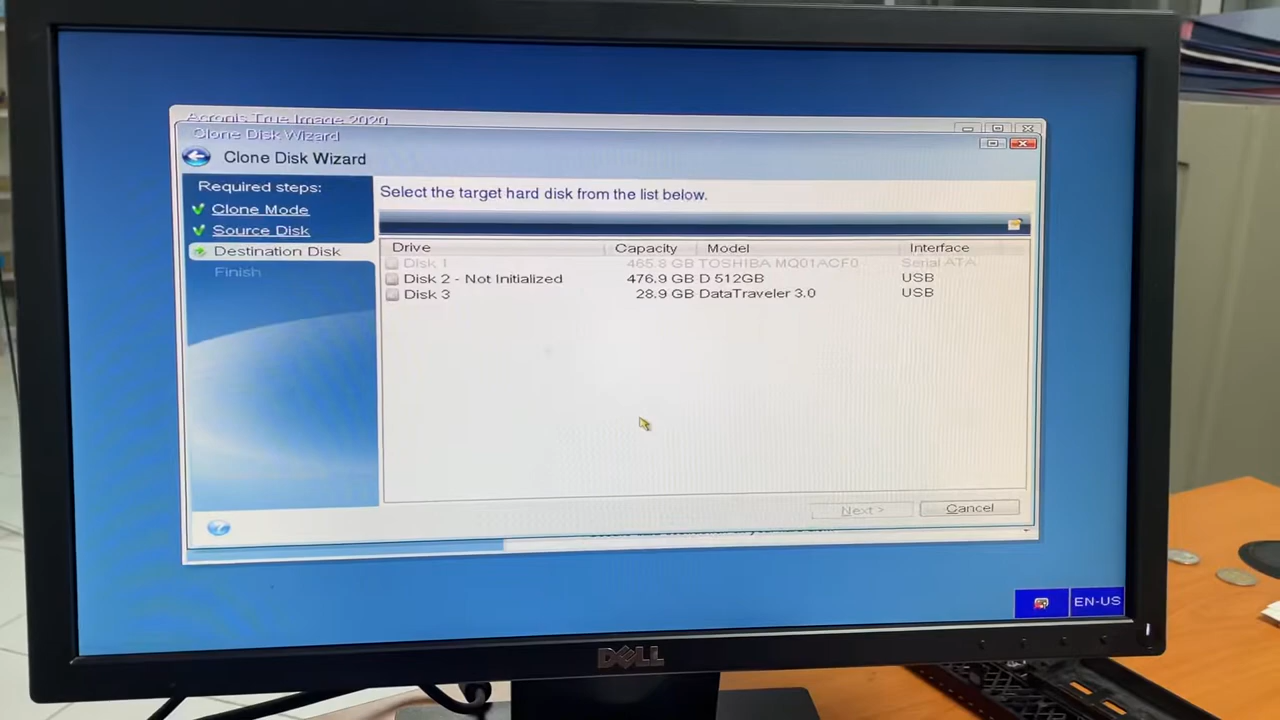 Acronis True Image 2020
Clone Disk Wizard
Clone Disk Wizard
Required steps:
Clone Mode
Source Disk
Destination Disk
Finish
Select the target hard disk from the list below.
Drive Capacity Model Interface
Disk 1 465.8 GB TOSHIBA MQ01ACF0... Serial ATA
Disk 2 - Not Initialized 476.9 GB D 512GB USB
Disk 3 28.9 GB DataTraveler 3.0 USB
Next > Cancel
EN-US
DELL